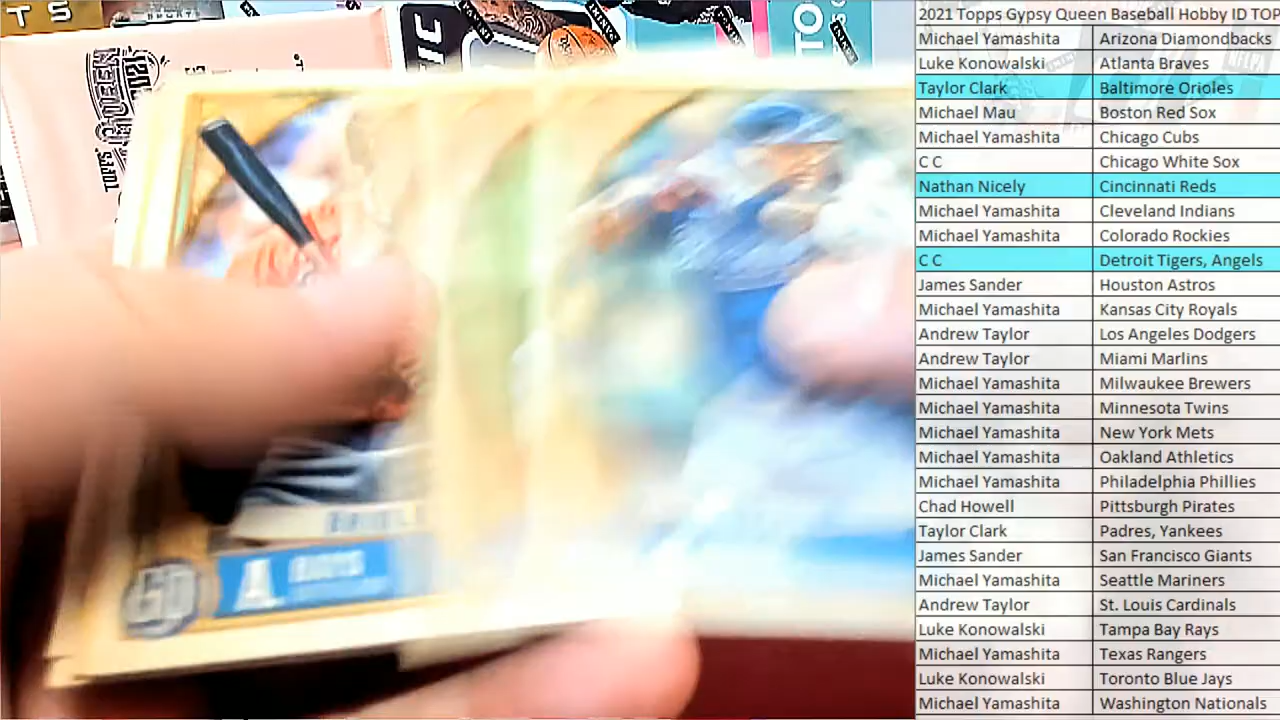 T S
TOPPS
GYPSY QUEEN
GQ
2021 Topps Gypsy Queen Baseball Hobby ID TOP
Michael Yamashita Arizona Diamondbacks
Luke Konowalski Atlanta Braves
Taylor Clark Baltimore Orioles
Michael Mau Boston Red Sox
Michael Yamashita Chicago Cubs
C C Chicago White Sox
Nathan Nicely Cincinnati Reds
Michael Yamashita Cleveland Indians
Michael Yamashita Colorado Rockies
C C Detroit Tigers, Angels
James Sander Houston Astros
Michael Yamashita Kansas City Royals
Andrew Taylor Los Angeles Dodgers
Andrew Taylor Miami Marlins
Michael Yamashita Milwaukee Brewers
Michael Yamashita Minnesota Twins
Michael Yamashita New York Mets
Michael Yamashita Oakland Athletics
Michael Yamashita Philadelphia Phillies
Chad Howell Pittsburgh Pirates
Taylor Clark Padres, Yankees
James Sander San Francisco Giants
Michael Yamashita Seattle Mariners
Andrew Taylor St. Louis Cardinals
Luke Konowalski Tampa Bay Rays
Michael Yamashita Texas Rangers
Luke Konowalski Toronto Blue Jays
Michael Yamashita Washington Nationals